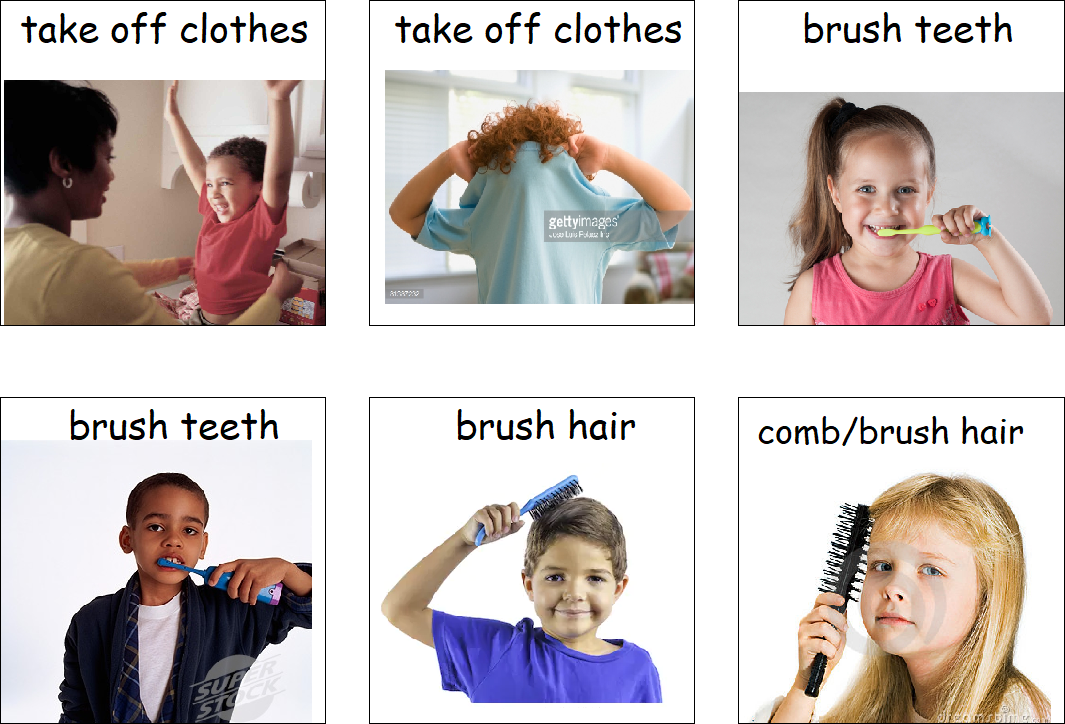 take off clothes
take off clothes
brush teeth
gettyimages
brush teeth
brush hair
comb/brush hair
SUPER
STOCK